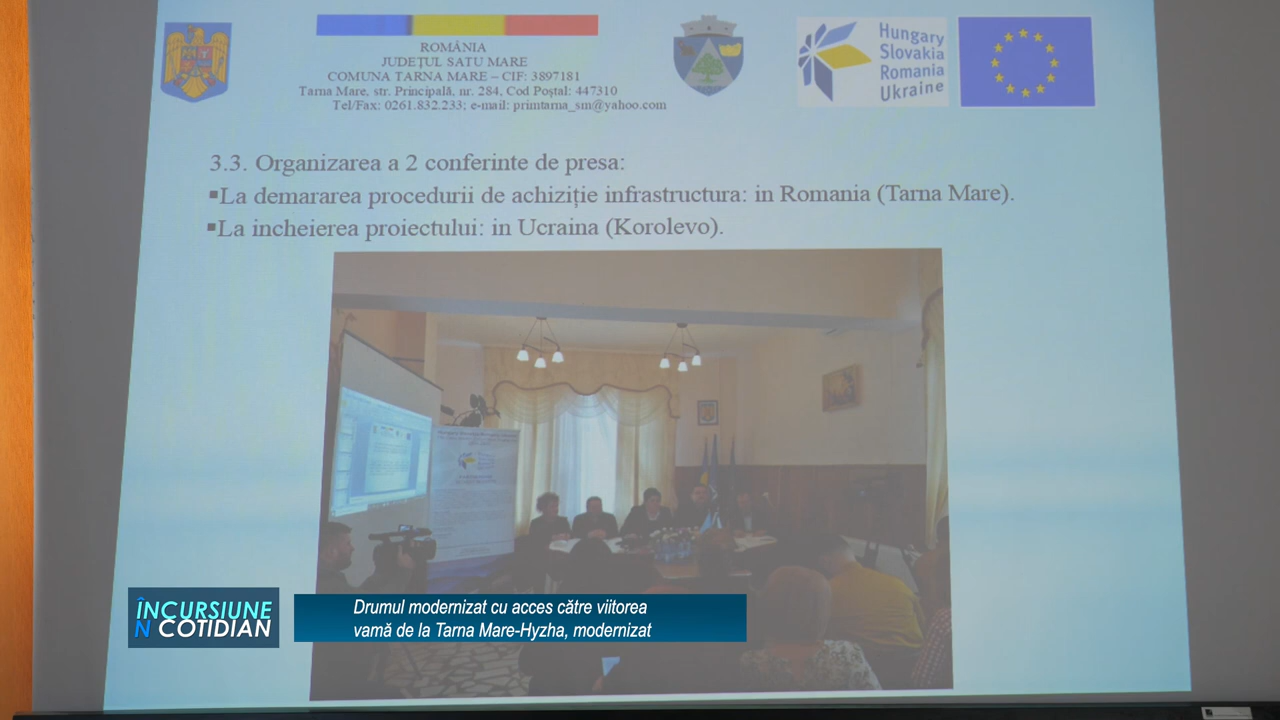 ROMÂNIA
JUDEȚUL SATU MARE
COMUNA TARNA MARE – CIF: 3897181
Tarna Mare, str. Principală, nr. 284, Cod Poștal: 447310
Tel/Fax: 0261.832.233; e-mail: primtarna_sm@yahoo.com
Hungary
Slovakia
Romania
Ukraine
3.3. Organizarea a 2 conferinte de presa:
▪La demararea procedurii de achiziție infrastructura: in Romania (Tarna Mare).
▪La incheierea proiectului: in Ucraina (Korolevo).
ÎNCURSIUNE
N COTIDIAN
Drumul modernizat cu acces către viitorea
vamă de la Tarna Mare-Hyzha, modernizat